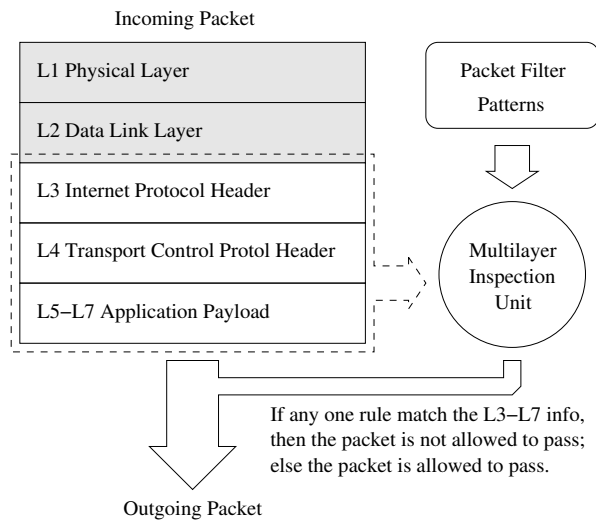 Incoming Packet
L1 Physical Layer
L2 Data Link Layer
L3 Internet Protocol Header
L4 Transport Control Protol Header
L5−L7 Application Payload
Packet Filter
Patterns
Multilayer
Inspection
Unit
If any one rule match the L3−L7 info,
then the packet is not allowed to pass;
else the packet is allowed to pass.
Outgoing Packet